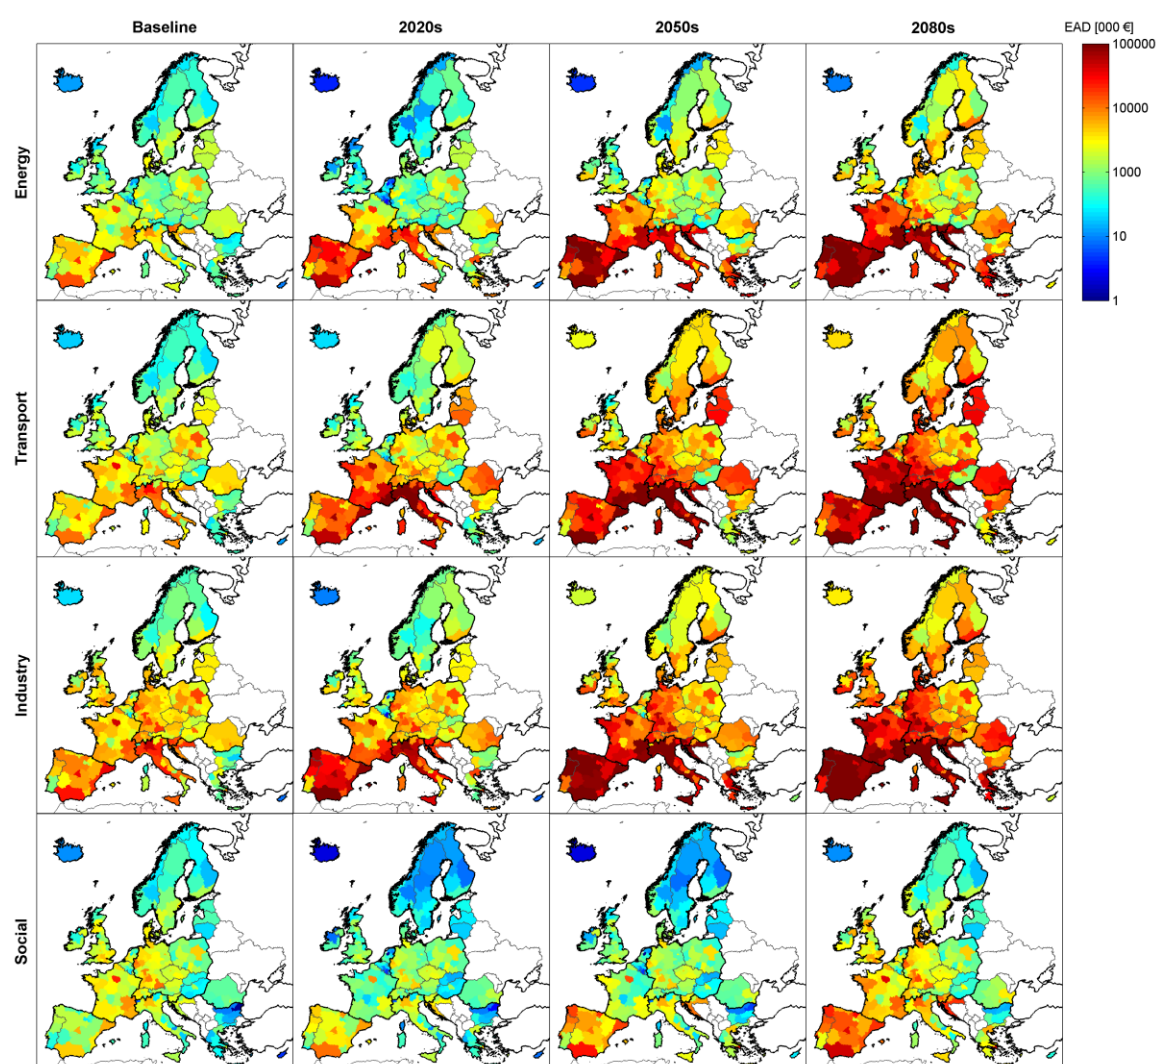 Baseline 2020s 2050s 2080s EAD [000 €]
100000
10000
1000
10
1
Energy
Transport
Industry
Social